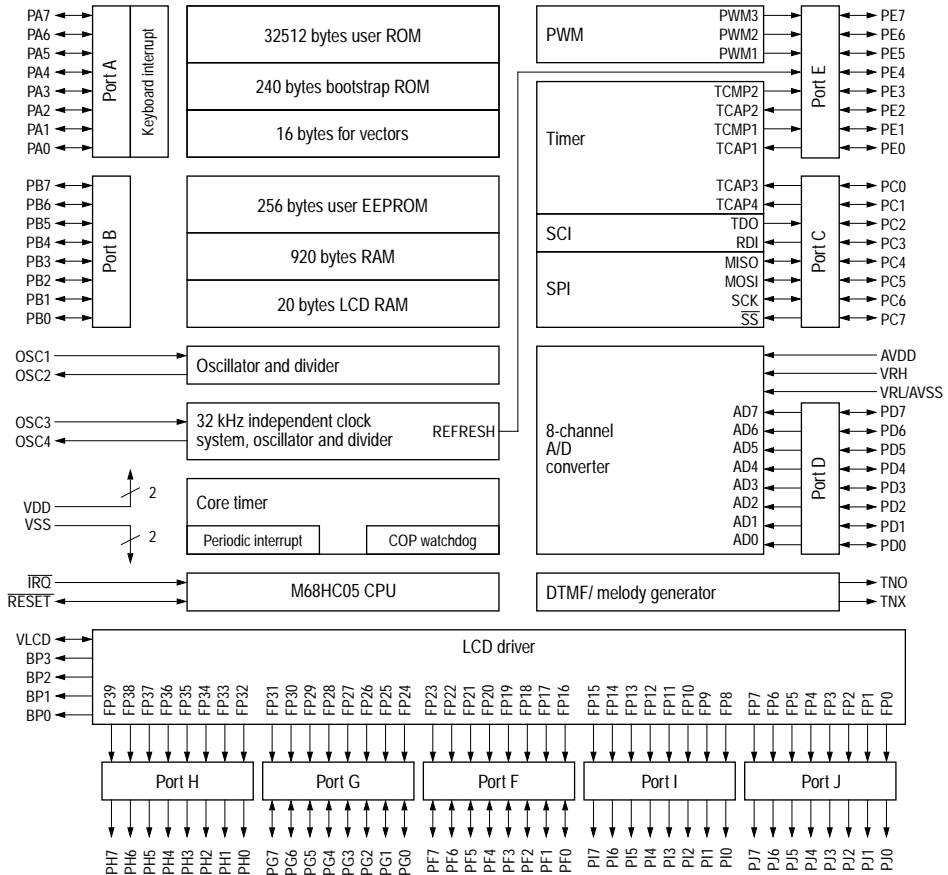 PA7
PA6
PA5
PA4
PA3
PA2
PA1
PA0
Port A
Keyboard interrupt
32512 bytes user ROM
240 bytes bootstrap ROM
16 bytes for vectors
PWM
PWM3
PWM2
PWM1
Timer
TCMP2
TCAP2
TCMP1
TCAP1
TCAP3
TCAP4
Port E
PE7
PE6
PE5
PE4
PE3
PE2
PE1
PE0
PB7
PB6
PB5
PB4
PB3
PB2
PB1
PB0
Port B
256 bytes user EEPROM
920 bytes RAM
20 bytes LCD RAM
SCI
TDO
RDI
SPI
MISO
MOSI
SCK
SS
Port C
PC0
PC1
PC2
PC3
PC4
PC5
PC6
PC7
OSC1
OSC2
Oscillator and divider
OSC3
OSC4
32 kHz independent clock
system, oscillator and divider
REFRESH
8-channel
A/D
converter
AVDD
VRH
VRL/AVSS
AD7
AD6
AD5
AD4
AD3
AD2
AD1
AD0
Port D
PD7
PD6
PD5
PD4
PD3
PD2
PD1
PD0
VDD
2
VSS
2
Core timer
Periodic interrupt
COP watchdog
IRQ
RESET
M68HC05 CPU
DTMF/ melody generator
TNO
TNX
VLCD
BP3
BP2
BP1
BP0
LCD driver
FP39
FP38
FP37
FP36
FP35
FP34
FP33
FP32
FP31
FP30
FP29
FP28
FP27
FP26
FP25
FP24
FP23
FP22
FP21
FP20
FP19
FP18
FP17
FP16
FP15
FP14
FP13
FP12
FP11
FP10
FP9
FP8
FP7
FP6
FP5
FP4
FP3
FP2
FP1
FP0
Port H
Port G
Port F
Port I
Port J
PH7
PH6
PH5
PH4
PH3
PH2
PH1
PH0
PG7
PG6
PG5
PG4
PG3
PG2
PG1
PG0
PF7
PF6
PF5
PF4
PF3
PF2
PF1
PF0
PI7
PI6
PI5
PI4
PI3
PI2
PI1
PI0
PJ7
PJ6
PJ5
PJ4
PJ3
PJ2
PJ1
PJ0